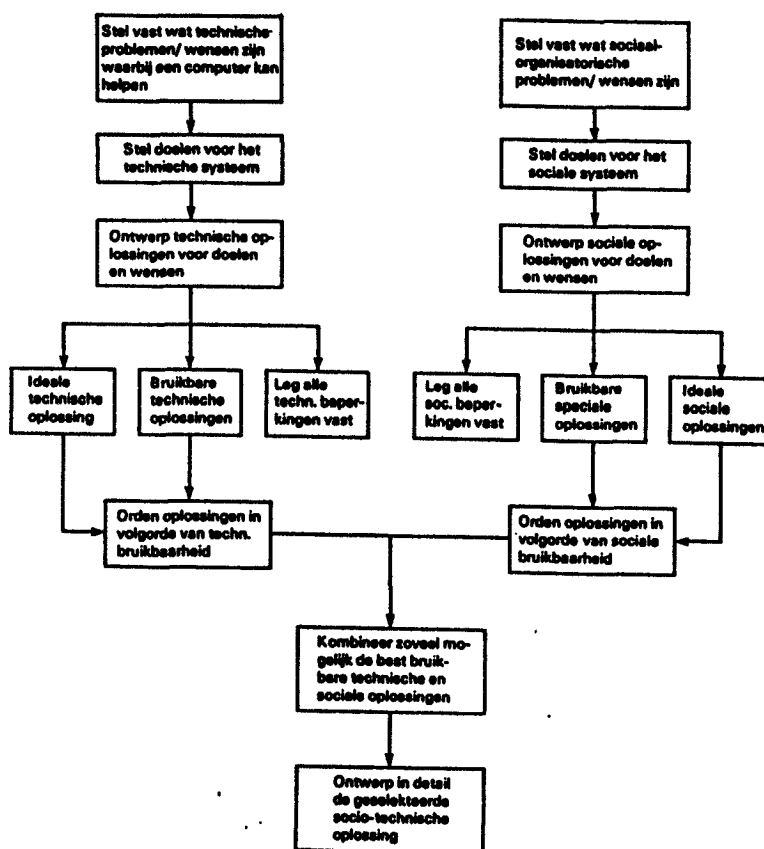 Stel vast wat technische-
problemen/ wensen zijn
waarbij een computer kan
helpen
Stel doelen voor het
technische systeem
Ontwerp technische op-
lossingen voor doelen
en wensen
Ideale
technische
oplossing
Bruikbare
technische
oplossingen
Leg alle
techn. beper-
kingen vast
Orden oplossingen in
volgorde van techn.
bruikbaarheid
Stel vast wat sociaal-
organisatorische
problemen/ wensen zijn
Stel doelen voor het
sociale systeem
Ontwerp sociale op-
lossingen voor doelen
en wensen
Leg alle
soc. beper-
kingen vast
Bruikbare
speciale
oplossingen
Ideale
sociale
oplossingen
Orden oplossingen in
volgorde van sociale
bruikbaarheid
Kombineer zoveel mo-
gelijk de best bruik-
bare technische en
sociale oplossingen
Ontwerp in detail
de geselekteerde
socio-technische
oplossing